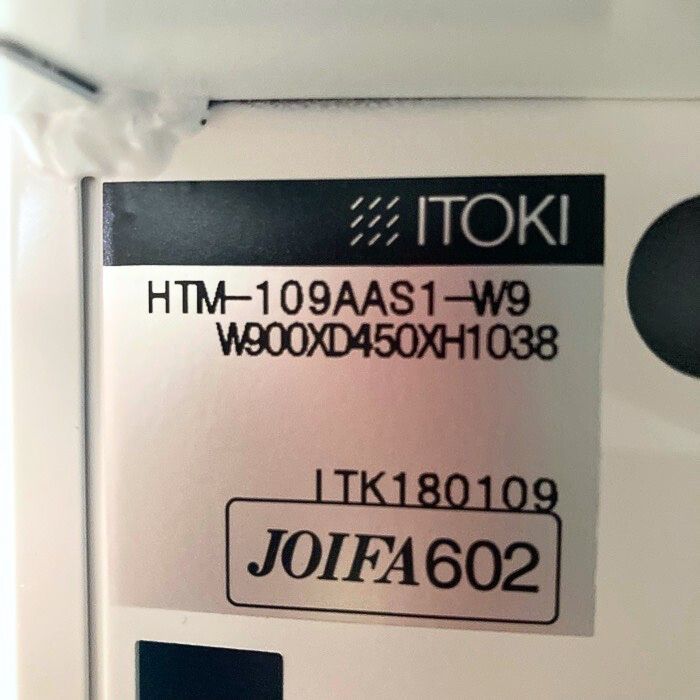 ITOKI
HTM-109AAS1-W9
W900XD450XH1038
ITK180109
JOIFA602